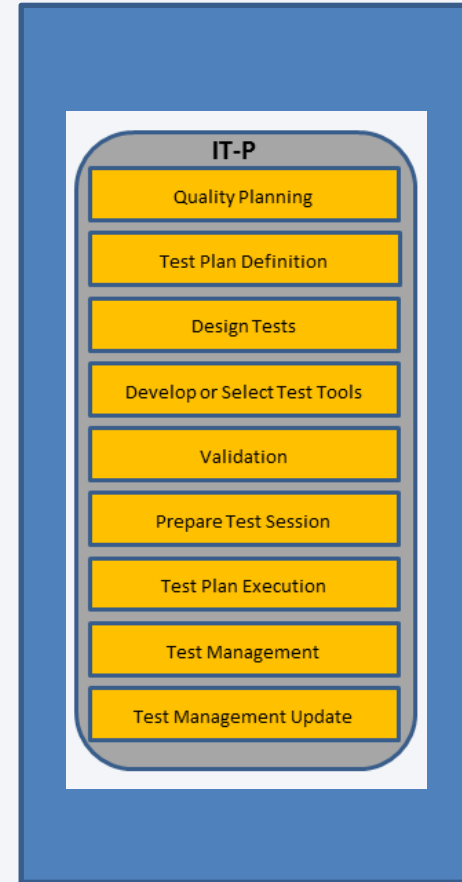 IT-P
Quality Planning
Test Plan Definition
Design Tests
Develop or Select Test Tools
Validation
Prepare Test Session
Test Plan Execution
Test Management
Test Management Update